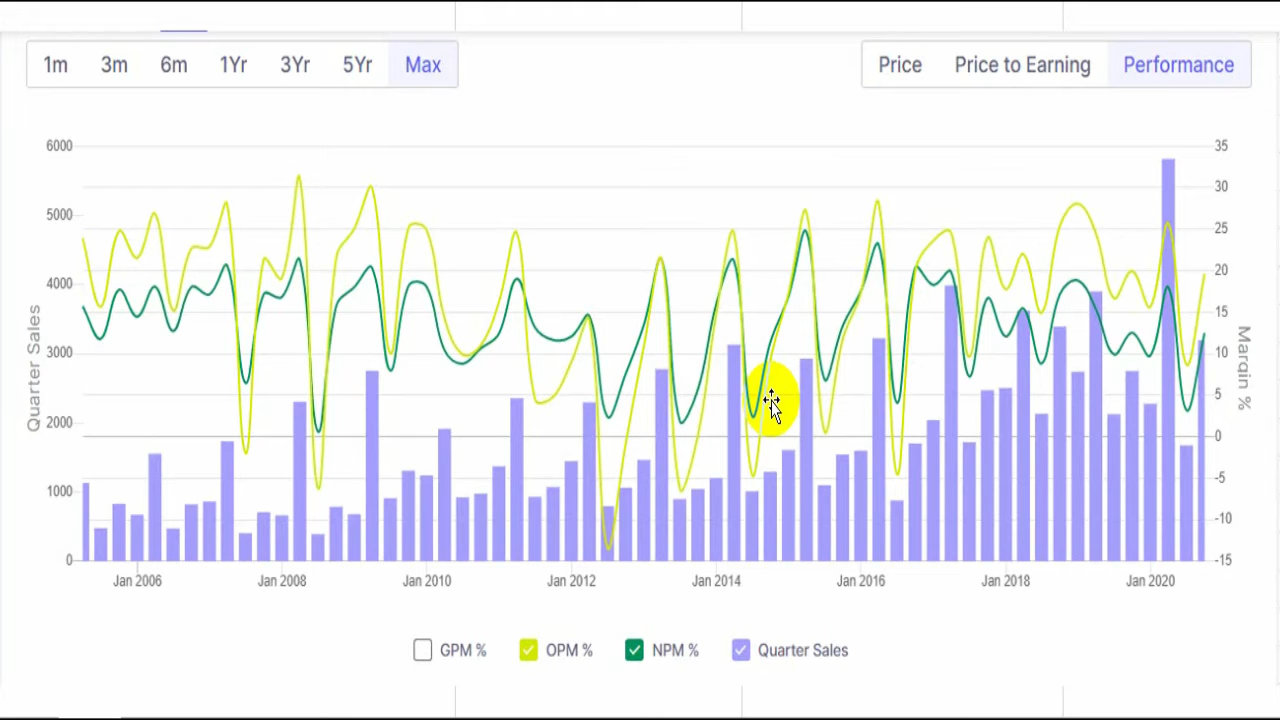 1m 3m 6m 1Yr 3Yr 5Yr Max Price Price to Earning Performance
6000 35
30
5000 25
4000 20
15
3000 10
5
2000 0
1000 -5
-10
0 -15
Quarter Sales
Margin %
Jan 2006 Jan 2008 Jan 2010 Jan 2012 Jan 2014 Jan 2016 Jan 2018 Jan 2020
GPM % OPM % NPM % Quarter Sales